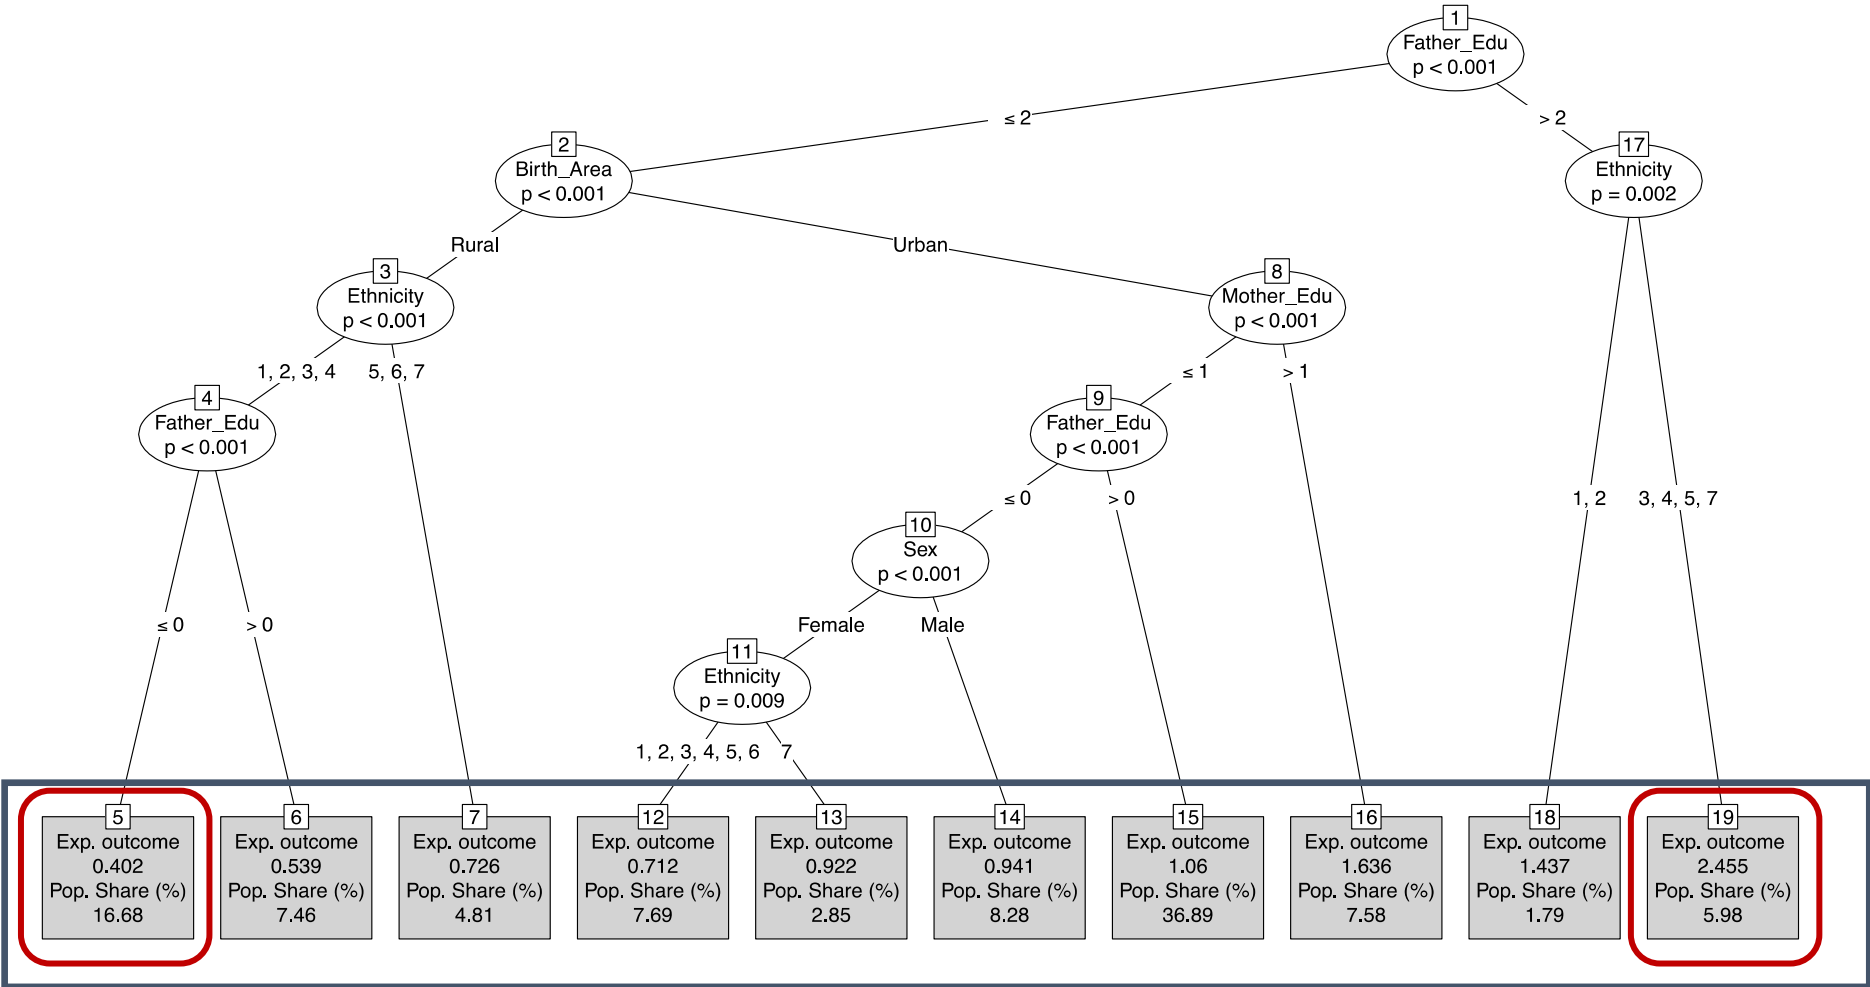 1
Father_Edu
p < 0.001
≤ 2
> 2
2
Birth_Area
p < 0.001
17
Ethnicity
p = 0.002
Rural
Urban
3
Ethnicity
p < 0.001
8
Mother_Edu
p < 0.001
1, 2, 3, 4
5, 6, 7
≤ 1
> 1
4
Father_Edu
p < 0.001
9
Father_Edu
p < 0.001
≤ 0
> 0
1, 2
3, 4, 5, 7
10
Sex
p < 0.001
≤ 0
> 0
Female
Male
11
Ethnicity
p = 0.009
1, 2, 3, 4, 5, 6
7
5
Exp. outcome
0.402
Pop. Share (%)
16.68
6
Exp. outcome
0.539
Pop. Share (%)
7.46
7
Exp. outcome
0.726
Pop. Share (%)
4.81
12
Exp. outcome
0.712
Pop. Share (%)
7.69
13
Exp. outcome
0.922
Pop. Share (%)
2.85
14
Exp. outcome
0.941
Pop. Share (%)
8.28
15
Exp. outcome
1.06
Pop. Share (%)
36.89
16
Exp. outcome
1.636
Pop. Share (%)
7.58
18
Exp. outcome
1.437
Pop. Share (%)
1.79
19
Exp. outcome
2.455
Pop. Share (%)
5.98